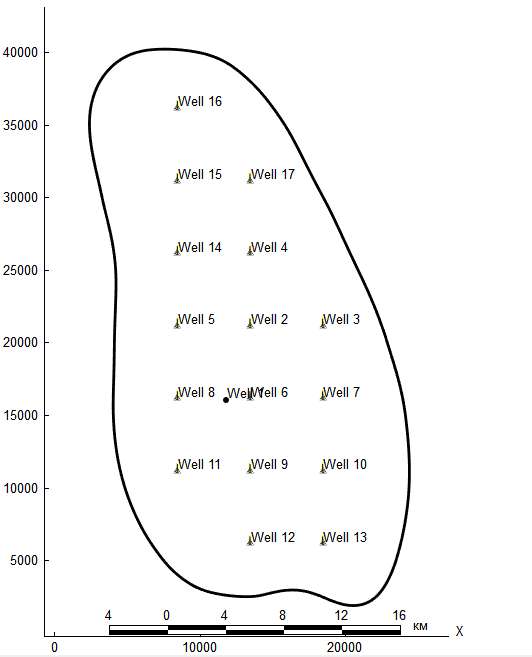 40000
Well 16
35000
Well 15 Well 17
30000
Well 14 Well 4
25000
Well 5 Well 2 Well 3
20000
Well 8 Well 1 Well 6 Well 7
15000
Well 11 Well 9 Well 10
10000
Well 12 Well 13
5000
4 0 4 8 12 16
км
X
0 10000 20000